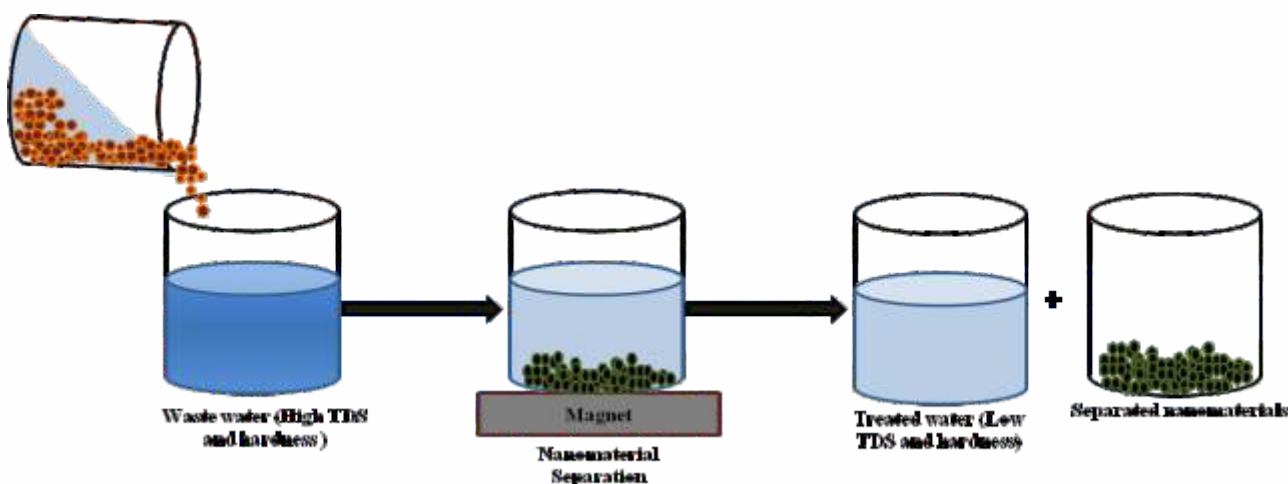 Waste water (High TDS
and hardness)
Magnet
Nanomaterial
Separation
Treated water (Low
TDS and hardness)
+
Separated nanomaterials